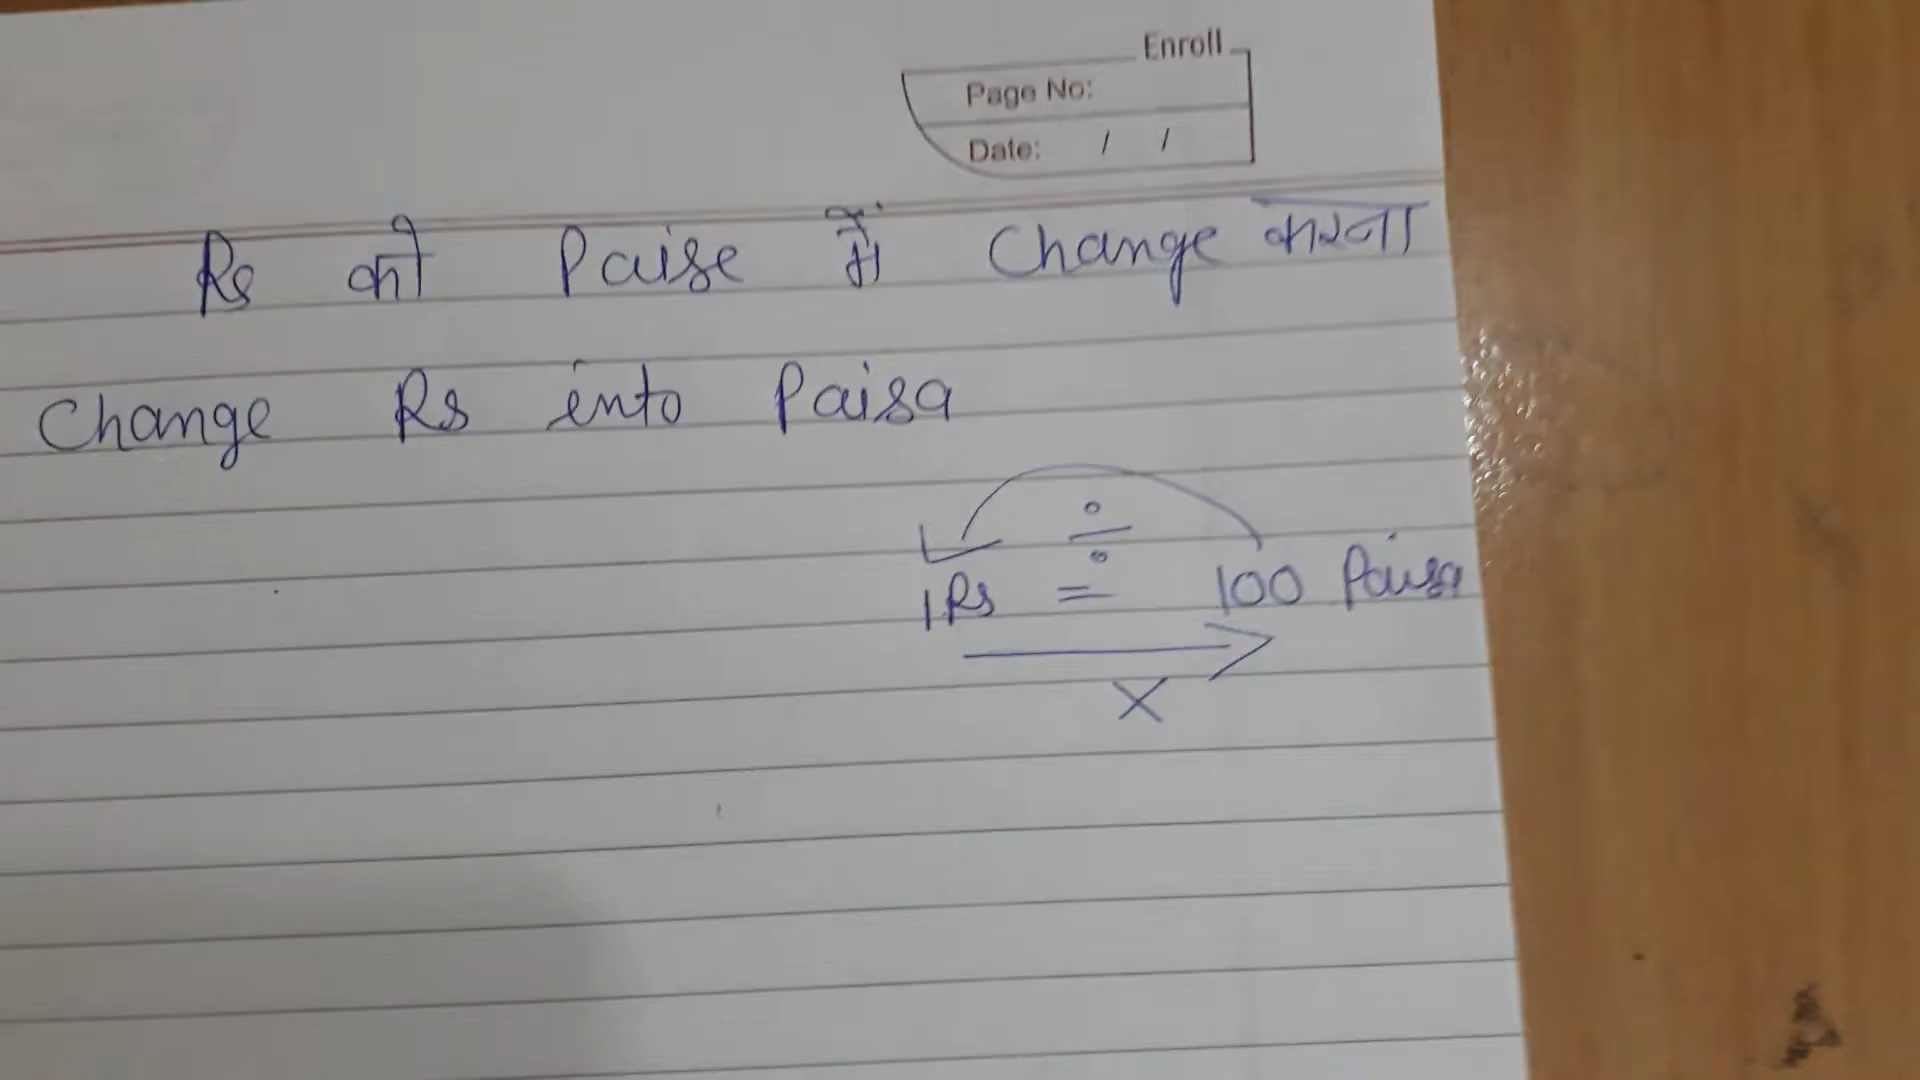 Enroll
Page No:
Date: / /
Rs को Paise में Change करना
Change Rs into Paisa
÷
1Rs = 100 Paisa
×